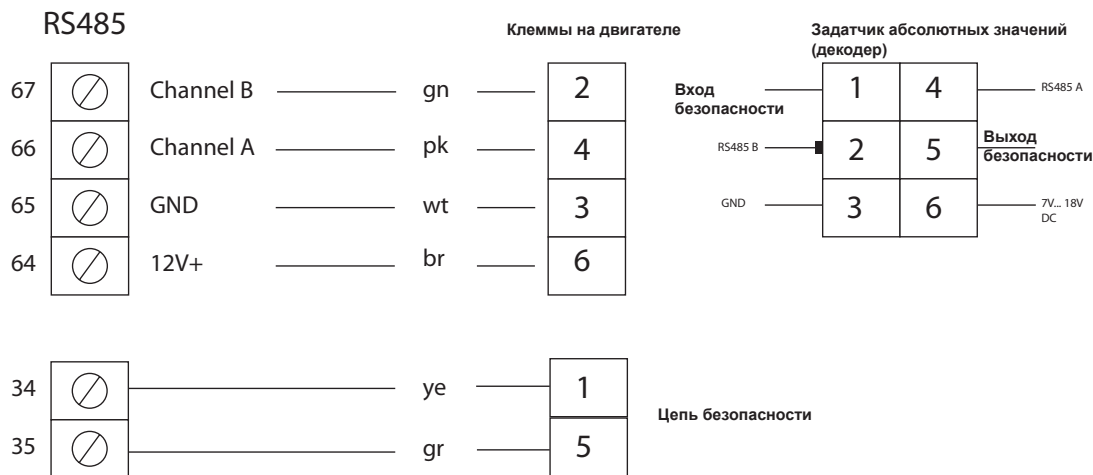 RS485
Клеммы на двигателе
Задатчик абсолютных значений
(декодер)
67 Channel B gn 2
66 Channel A pk 4
65 GND wt 3
64 12V+ br 6
Вход
безопасности
1 4
RS485 A
RS485 B
2 5
Выход
безопасности
GND
3 6
7V... 18V
DC
34 ye 1
35 gr 5
Цепь безопасности